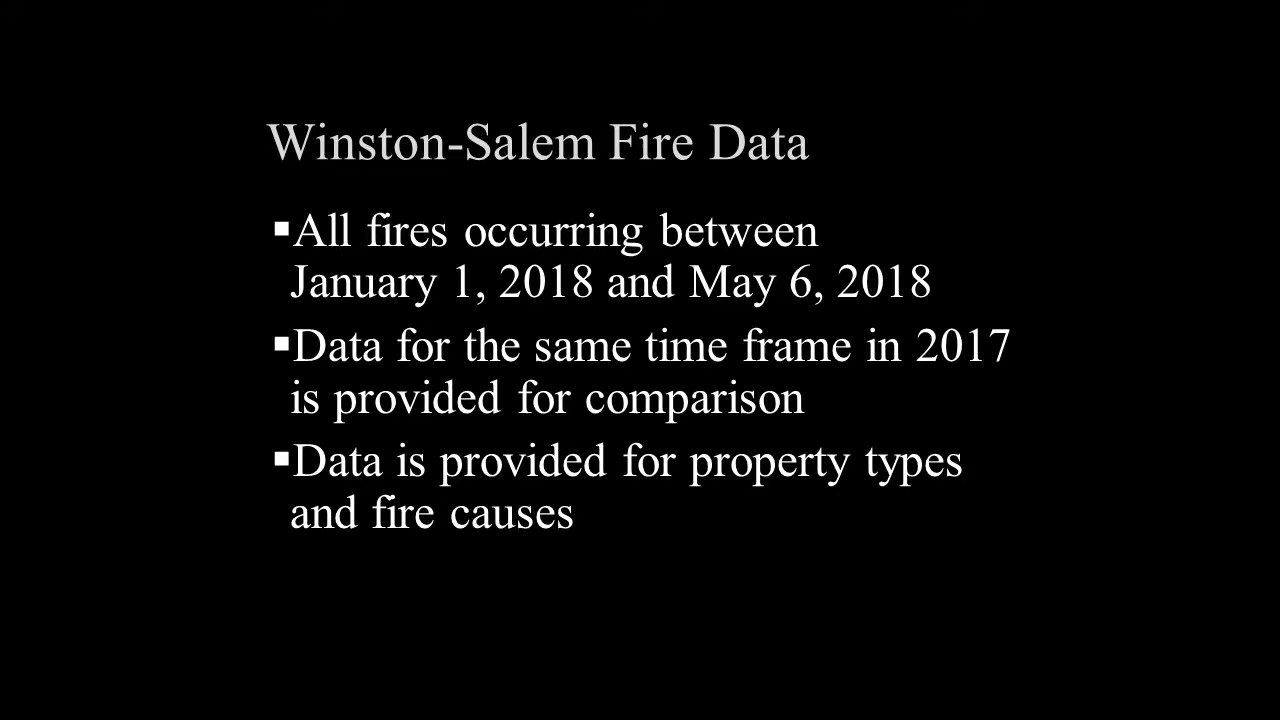 Winston-Salem Fire Data
▪All fires occurring between
January 1, 2018 and May 6, 2018
▪Data for the same time frame in 2017
is provided for comparison
▪Data is provided for property types
and fire causes